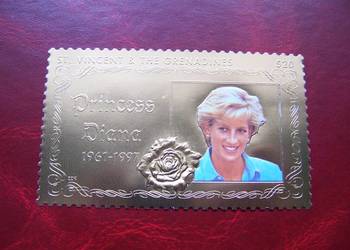 ST. VINCENT & THE GRENADINES $20
Princess
Diana
1961-1997